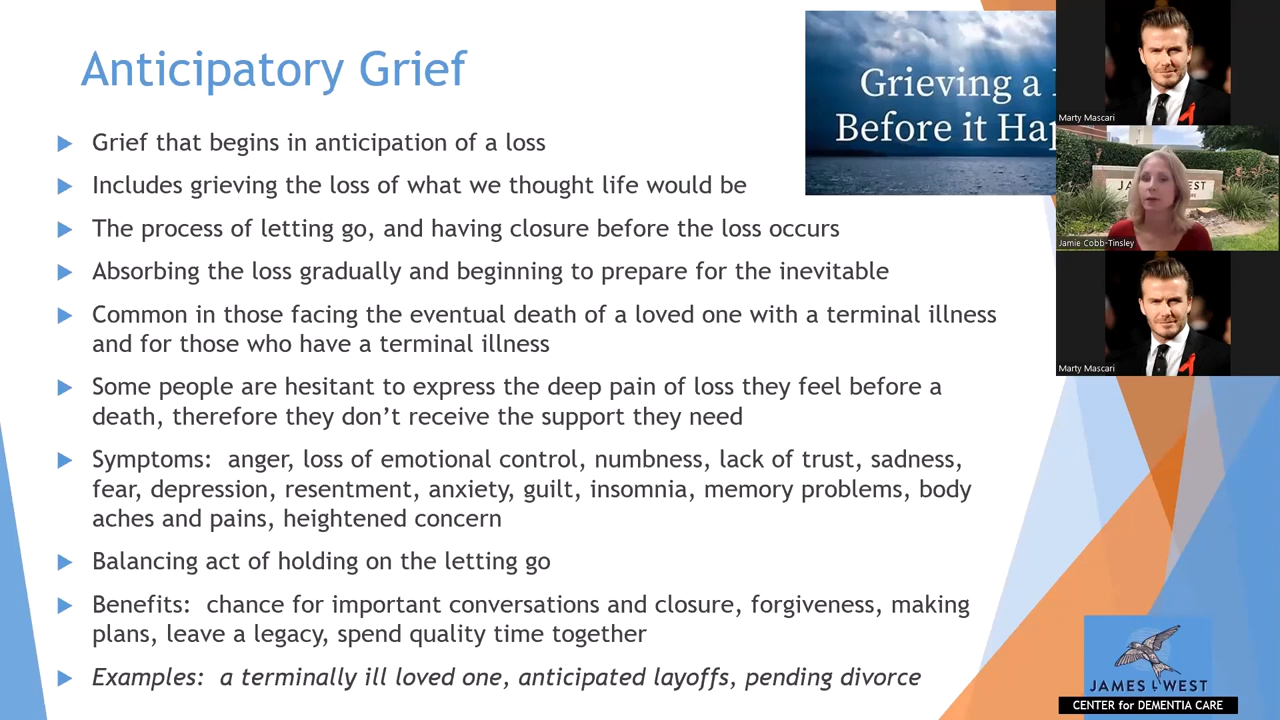 Anticipatory Grief
Grief that begins in anticipation of a loss
Includes grieving the loss of what we thought life would be
The process of letting go, and having closure before the loss occurs
Absorbing the loss gradually and beginning to prepare for the inevitable
Common in those facing the eventual death of a loved one with a terminal illness
and for those who have a terminal illness
Some people are hesitant to express the deep pain of loss they feel before a
death, therefore they don’t receive the support they need
Symptoms: anger, loss of emotional control, numbness, lack of trust, sadness,
fear, depression, resentment, anxiety, guilt, insomnia, memory problems, body
aches and pains, heightened concern
Balancing act of holding on the letting go
Benefits: chance for important conversations and closure, forgiveness, making
plans, leave a legacy, spend quality time together
Examples: a terminally ill loved one, anticipated layoffs, pending divorce
Grieving a
Before it Hap
Marty Mascari
WEST
Jamie Cobb-Tinsley
Marty Mascari
JAMES L WEST
CENTER for DEMENTIA CARE